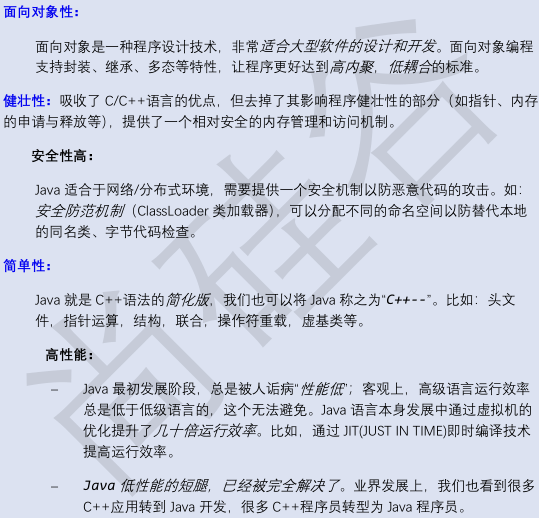 面向对象性：
面向对象是一种程序设计技术，非常适合大型软件的设计和开发。面向对象编程
支持封装、继承、多态等特性，让程序更好达到高内聚，低耦合的标准。
健壮性：吸收了 C/C++语言的优点，但去掉了其影响程序健壮性的部分（如指针、内存
的申请与释放等），提供了一个相对安全的内存管理和访问机制。
安全性高：
Java 适合于网络/分布式环境，需要提供一个安全机制以防恶意代码的攻击。如：
安全防范机制（ClassLoader 类加载器），可以分配不同的命名空间以防替代本地
的同名类、字节代码检查。
简单性：
Java 就是 C++语法的简化版，我们也可以将 Java 称之为“C++--”。比如：头文
件，指针运算，结构，联合，操作符重载，虚基类等。
高性能：
– Java 最初发展阶段，总是被人诟病“性能低”；客观上，高级语言运行效率
总是低于低级语言的，这个无法避免。Java 语言本身发展中通过虚拟机的
优化提升了几十倍运行效率。比如，通过 JIT(JUST IN TIME)即时编译技术
提高运行效率。
– Java 低性能的短腿，已经被完全解决了。业界发展上，我们也看到很多
C++应用转到 Java 开发，很多 C++程序员转型为 Java 程序员。
尚硅谷